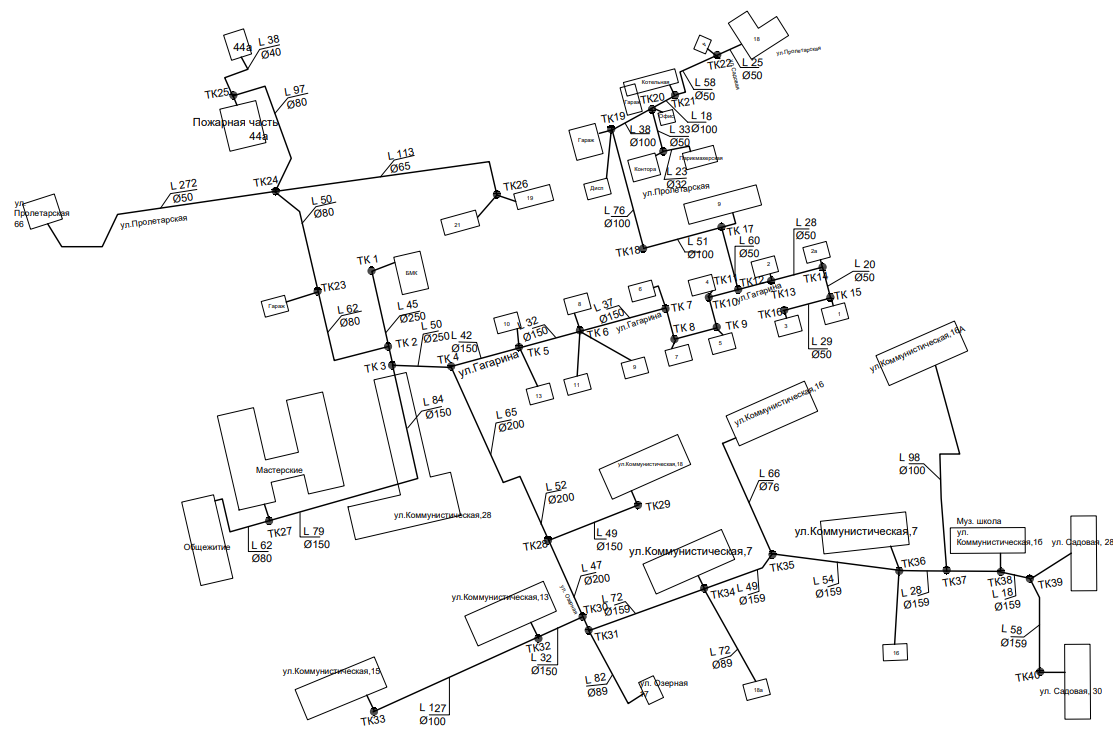 44а
L 38
Ø40
ТК25
L 97
Ø80
Пожарная часть
44а
L 113
Ø65
ТК24
L 272
Ø50
ул.
Пролетарская
66
ул.Пролетарская
L 50
Ø80
ТК26
19
21
ТК23
Гараж
L 62
Ø80
ТК 1
БМК
L 45
Ø250
ТК 2
L 50
Ø250
ТК 3
L 42
Ø150
ТК 4
ул.Гагарина
L 32
Ø150
ТК 5
10
13
8
L 37
Ø150
ТК 6
11
9
6
ул.Гагарина
ТК 7
ТК 8
7
ТК 9
5
ТК10
4
ТК11
ТК12
ул.Гагарина
2
ТК13
L 28
Ø50
2а
ТК14
L 20
Ø50
ТК 15
1
ТК16
3
L 29
Ø50
L 60
Ø50
ТК 17
9
L 51
Ø100
ТК18
L 76
Ø100
ул.Пролетарская
Дисп
Гараж
ТК19
L 38
Ø100
Гараж
Котельная
ТК20
Офис
L 33
Ø50
Контора
L 23
Ø32
Парикмахерская
L 18
Ø100
ТК21
L 58
Ø50
ТК22
L 25
Ø50
ул.Садовая
18
ул.Пролетарская
L 84
Ø150
Мастерские
ул.Коммунистическая,28
ТК27
L 79
Ø150
L 62
Ø80
Общежитие
L 65
Ø200
L 52
Ø200
ТК28
L 49
Ø150
ТК29
ул.Коммунистическая,18
L 47
Ø200
ул. Озерная
ТК30
ТК31
L 72
Ø159
ул.Коммунистическая,13
ТК32
L 32
Ø150
ул.Коммунистическая,15
ТК33
L 127
Ø100
L 82
Ø89
ул. Озерная
17
ул.Коммунистическая,7
ТК34
L 72
Ø89
18а
L 49
Ø159
ТК35
L 66
Ø76
ул.Коммунистическая,16
L 54
Ø159
ул.Коммунистическая,7
ТК36
16
L 28
Ø159
ТК37
L 98
Ø100
ул.Коммунистическая,16А
Муз. школа
ул.
Коммунистическая,16
ТК38
L 18
Ø159
ТК39
ул. Садовая, 28
L 58
Ø159
ТК40
ул. Садовая, 30